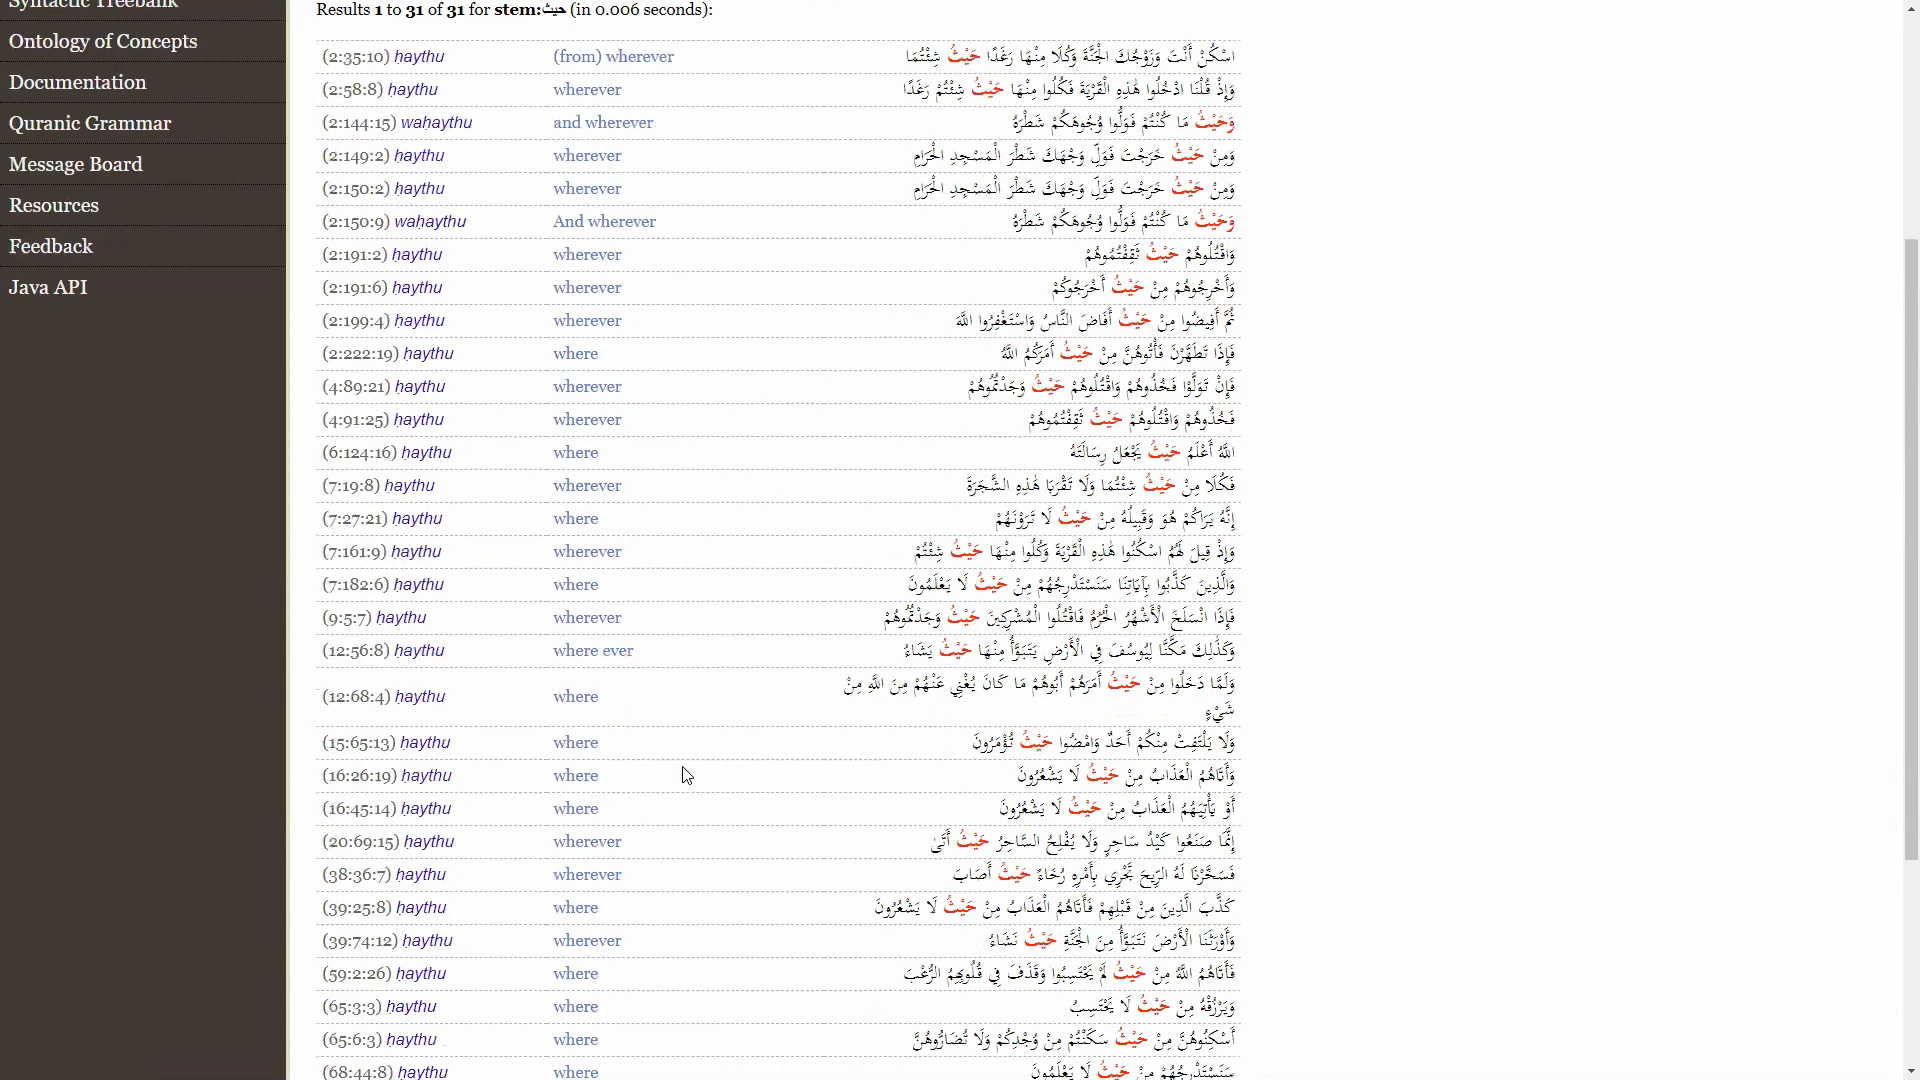 Syntactic Treebank
Ontology of Concepts
Documentation
Quranic Grammar
Message Board
Resources
Feedback
Java API
Results 1 to 31 of 31 for stem:حيث (in 0.006 seconds):
(2:35:10) ḥaythu (from) wherever اسْكُنْ أَنْتَ وَزَوْجُكَ الْجَنَّةَ وَكُلَا مِنْهَا رَغَدًا حَيْثُ شِئْتُمَا
(2:58:8) ḥaythu wherever وَإِذْ قُلْنَا ادْخُلُوا هَٰذِهِ الْقَرْيَةَ فَكُلُوا مِنْهَا حَيْثُ شِئْتُمْ رَغَدًا
(2:144:15) waḥaythu and wherever وَحَيْثُ مَا كُنْتُمْ فَوَلُّوا وُجُوهَكُمْ شَطْرَهُ
(2:149:2) ḥaythu wherever وَمِنْ حَيْثُ خَرَجْتَ فَوَلِّ وَجْهَكَ شَطْرَ الْمَسْجِدِ الْحَرَامِ
(2:150:2) ḥaythu wherever وَمِنْ حَيْثُ خَرَجْتَ فَوَلِّ وَجْهَكَ شَطْرَ الْمَسْجِدِ الْحَرَامِ
(2:150:9) waḥaythu And wherever وَحَيْثُ مَا كُنْتُمْ فَوَلُّوا وُجُوهَكُمْ شَطْرَهُ
(2:191:2) ḥaythu wherever وَاقْتُلُوهُمْ حَيْثُ ثَقِفْتُمُوهُمْ
(2:191:6) ḥaythu wherever وَأَخْرِجُوهُمْ مِنْ حَيْثُ أَخْرَجُوكُمْ
(2:199:4) ḥaythu wherever ثُمَّ أَفِيضُوا مِنْ حَيْثُ أَفَاضَ النَّاسُ وَاسْتَغْفِرُوا اللَّهَ
(2:222:19) ḥaythu where فَإِذَا تَطَهَّرْنَ فَأْتُوهُنَّ مِنْ حَيْثُ أَمَرَكُمُ اللَّهُ
(4:89:21) ḥaythu wherever فَإِنْ تَوَلَّوْا فَخُذُوهُمْ وَاقْتُلُوهُمْ حَيْثُ وَجَدْتُمُوهُمْ
(4:91:25) ḥaythu wherever فَخُذُوهُمْ وَاقْتُلُوهُمْ حَيْثُ ثَقِفْتُمُوهُمْ
(6:124:16) ḥaythu where اللَّهُ أَعْلَمُ حَيْثُ يَجْعَلُ رِسَالَتَهُ
(7:19:8) ḥaythu wherever فَكُلَا مِنْ حَيْثُ شِئْتُمَا وَلَا تَقْرَبَا هَٰذِهِ الشَّجَرَةَ
(7:27:21) ḥaythu where إِنَّهُ يَرَاكُمْ هُوَ وَقَبِيلُهُ مِنْ حَيْثُ لَا تَرَوْنَهُمْ
(7:161:9) ḥaythu wherever وَإِذْ قِيلَ لَهُمُ اسْكُنُوا هَٰذِهِ الْقَرْيَةَ وَكُلُوا مِنْهَا حَيْثُ شِئْتُمْ
(7:182:6) ḥaythu where وَالَّذِينَ كَذَّبُوا بِآيَاتِنَا سَنَسْتَدْرِجُهُمْ مِنْ حَيْثُ لَا يَعْلَمُونَ
(9:5:7) ḥaythu wherever فَإِذَا انْسَلَخَ الْأَشْهُرُ الْحُرُمُ فَاقْتُلُوا الْمُشْرِكِينَ حَيْثُ وَجَدْتُمُوهُمْ
(12:56:8) ḥaythu where ever وَكَذَٰلِكَ مَكَّنَّا لِيُوسُفَ فِي الْأَرْضِ يَتَبَوَّأُ مِنْهَا حَيْثُ يَشَاءُ
(12:68:4) ḥaythu where وَلَمَّا دَخَلُوا مِنْ حَيْثُ أَمَرَهُمْ أَبُوهُمْ مَا كَانَ يُغْنِي عَنْهُمْ مِنَ اللَّهِ مِنْ
شَيْءٍ
(15:65:13) ḥaythu where وَلَا يَلْتَفِتْ مِنْكُمْ أَحَدٌ وَامْضُوا حَيْثُ تُؤْمَرُونَ
(16:26:19) ḥaythu where وَأَتَاهُمُ الْعَذَابُ مِنْ حَيْثُ لَا يَشْعُرُونَ
(16:45:14) ḥaythu where أَوْ يَأْتِيَهُمُ الْعَذَابُ مِنْ حَيْثُ لَا يَشْعُرُونَ
(20:69:15) ḥaythu wherever إِنَّمَا صَنَعُوا كَيْدُ سَاحِرٍ وَلَا يُفْلِحُ السَّاحِرُ حَيْثُ أَتَىٰ
(38:36:7) ḥaythu wherever فَسَخَّرْنَا لَهُ الرِّيحَ تَجْرِي بِأَمْرِهِ رُخَاءً حَيْثُ أَصَابَ
(39:25:8) ḥaythu where كَذَّبَ الَّذِينَ مِنْ قَبْلِهِمْ فَأَتَاهُمُ الْعَذَابُ مِنْ حَيْثُ لَا يَشْعُرُونَ
(39:74:12) ḥaythu wherever وَأَوْرَثَنَا الْأَرْضَ نَتَبَوَّأُ مِنَ الْجَنَّةِ حَيْثُ نَشَاءُ
(59:2:26) ḥaythu where فَأَتَاهُمُ اللَّهُ مِنْ حَيْثُ لَمْ يَحْتَسِبُوا وَقَذَفَ فِي قُلُوبِهِمُ الرُّعْبَ
(65:3:3) ḥaythu where وَيَرْزُقْهُ مِنْ حَيْثُ لَا يَحْتَسِبُ
(65:6:3) ḥaythu where أَسْكِنُوهُنَّ مِنْ حَيْثُ سَكَنْتُمْ مِنْ وُجْدِكُمْ وَلَا تُضَارُّوهُنَّ
(68:44:8) ḥaythu where سَنَسْتَدْرِجُهُمْ مِنْ حَيْثُ لَا يَعْلَمُونَ